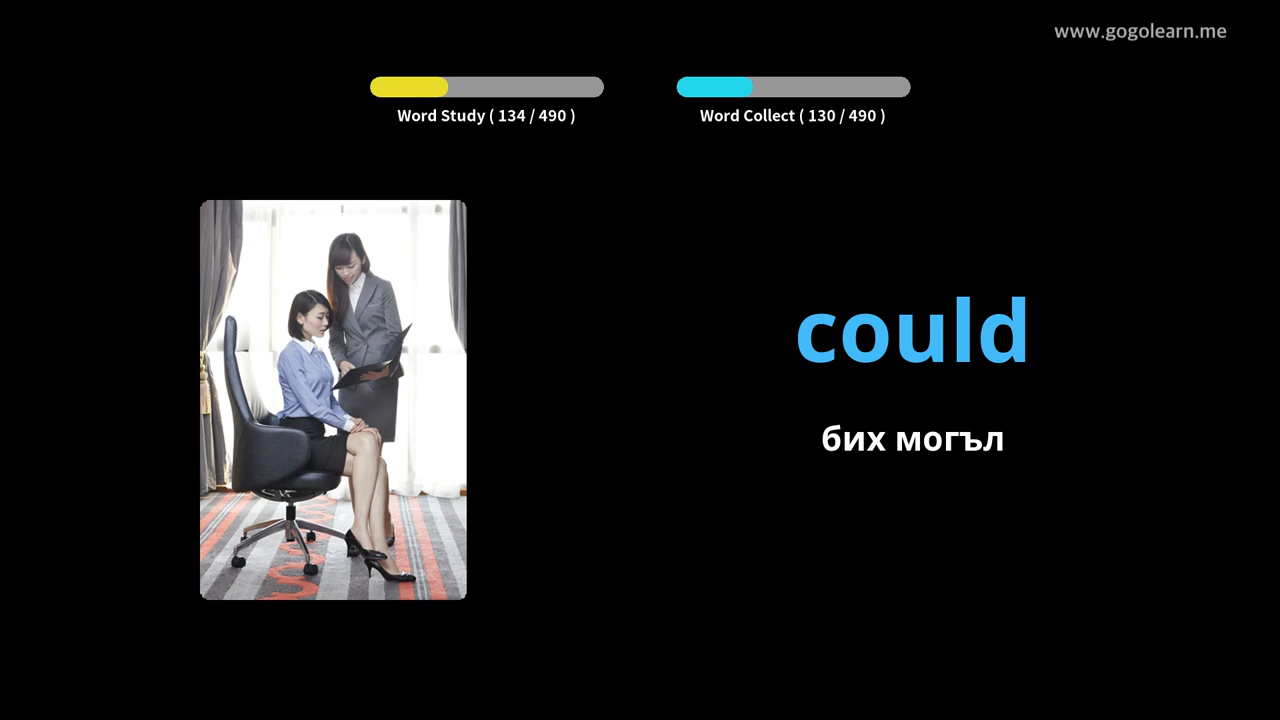 www.gogolearn.me
Word Study ( 134 / 490 )
Word Collect ( 130 / 490 )
could
бих могъл